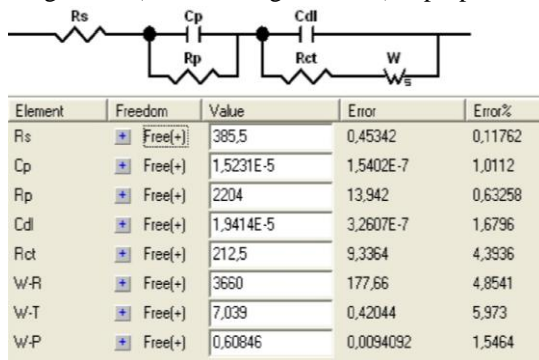 Rs Cp Cdl
Rp Rct W
Ws
Element Freedom Value Error Error%
Rs + Free(+) 385,5 0,45342 0,11762
Cp + Free(+) 1,5231E-5 1,5402E-7 1,0112
Rp + Free(+) 2204 13,942 0,63258
Cdl + Free(+) 1,9414E-5 3,2607E-7 1,6796
Rct + Free(+) 212,5 9,3364 4,3936
W-R + Free(+) 3660 177,66 4,8541
W-T + Free(+) 7,039 0,42044 5,973
W-P + Free(+) 0,60846 0,0094092 1,5464